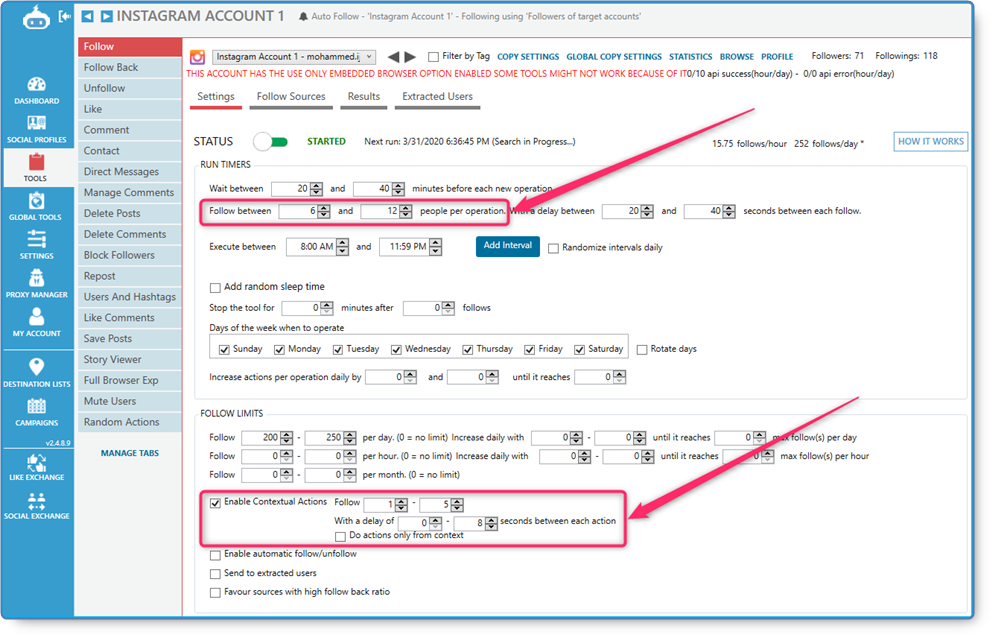 INSTAGRAM ACCOUNT 1 Auto Follow - 'Instagram Account 1' - Following using 'Followers of target accounts'
DASHBOARD
SOCIAL PROFILES
TOOLS
GLOBAL TOOLS
SETTINGS
PROXY MANAGER
MY ACCOUNT
DESTINATION LISTS
CAMPAIGNS
v2.4.8.9
LIKE EXCHANGE
SOCIAL EXCHANGE
Follow
Follow Back
Unfollow
Like
Comment
Contact
Direct Messages
Manage Comments
Delete Posts
Delete Comments
Block Followers
Repost
Users And Hashtags
Like Comments
Save Posts
Story Viewer
Full Browser Exp
Mute Users
Random Actions
MANAGE TABS
Instagram Account 1 - mohammed.ij Filter by Tag COPY SETTINGS GLOBAL COPY SETTINGS STATISTICS BROWSE PROFILE Followers: 71 Followings: 118
THIS ACCOUNT HAS THE USE ONLY EMBEDDED BROWSER OPTION ENABLED SOME TOOLS MIGHT NOT WORK BECAUSE OF IT 0/10 api success(hour/day) - 0/0 api error(hour/day)
Settings Follow Sources Results Extracted Users
STATUS STARTED Next run: 3/31/2020 6:36:45 PM (Search in Progress...) 15.75 follows/hour 252 follows/day * HOW IT WORKS
RUN TIMERS
Wait between 20 and 40 minutes before each new operation
Follow between 6 and 12 people per operation. a delay between 20 and 40 seconds between each follow.
Execute between 8:00 AM and 11:59 PM Add Interval Randomize intervals daily
Add random sleep time
Stop the tool for 0 minutes after 0 follows
Days of the week when to operate
Sunday Monday Tuesday Wednesday Thursday Friday Saturday Rotate days
Increase actions per operation daily by 0 and 0 until it reaches 0
FOLLOW LIMITS
Follow 200 - 250 per day. (0 = no limit) Increase daily with 0 - 0 until it reaches 0 max follow(s) per day
Follow 0 - 0 per hour. (0 = no limit) Increase daily with 0 - 0 until it reaches 0 max follow(s) per hour
Follow 0 - 0 per month. (0 = no limit)
Enable Contextual Actions Follow 1 - 5
With a delay of 0 - 8 seconds between each action
Do actions only from context
Enable automatic follow/unfollow
Send to extracted users
Favour sources with high follow back ratio